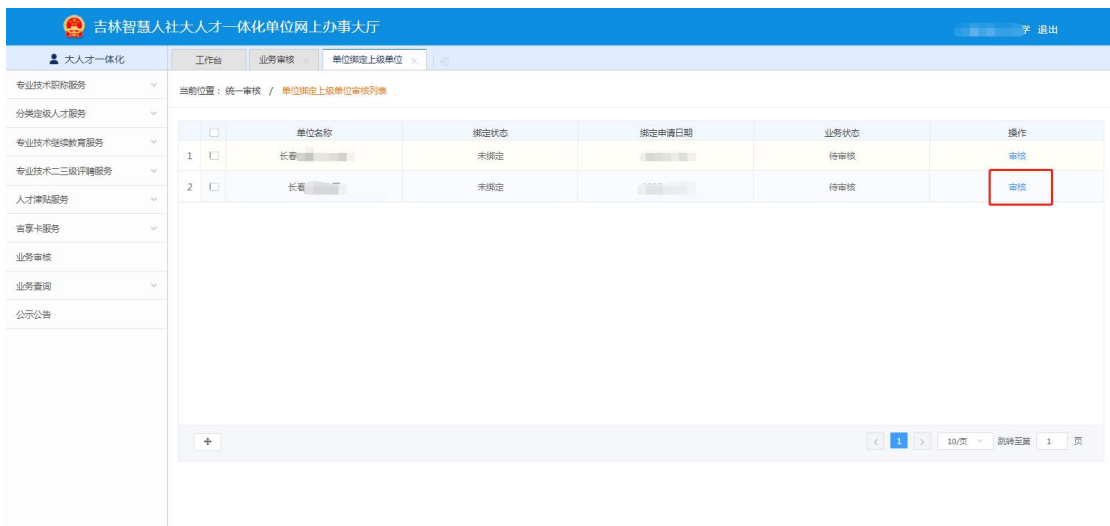 吉林智慧人社大人才一体化单位网上办事大厅
学 退出
大人才一体化
工作台 业务审核 单位绑定上级单位
专业技术职称服务
当前位置：统一审核 / 单位绑定上级单位审核列表
分类定级人才服务
专业技术继续教育服务
专业技术二三级评聘服务
人才津贴服务
吉享卡服务
业务审核
业务查询
公示公告
单位名称 绑定状态 绑定申请日期 业务状态 操作
1 长春 未绑定 待审核 审核
2 长春 未绑定 待审核 审核
1 10/页 跳转至第 1 页